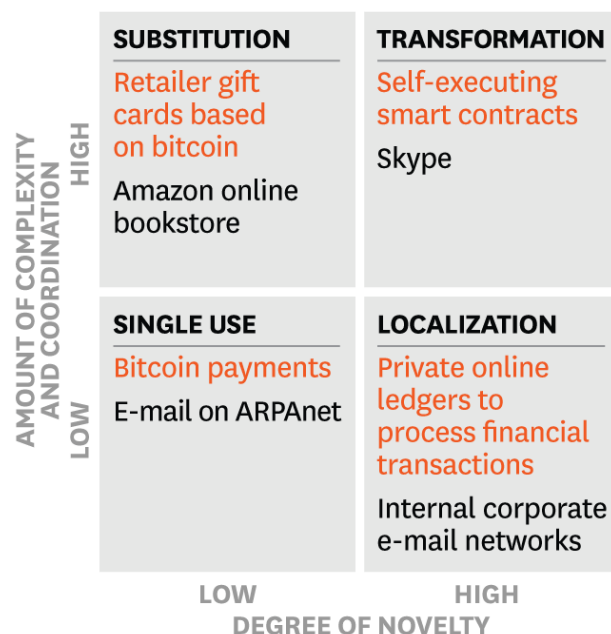 SUBSTITUTION
Retailer gift
cards based
on bitcoin
Amazon online
bookstore
TRANSFORMATION
Self-executing
smart contracts
Skype
SINGLE USE
Bitcoin payments
E-mail on ARPAnet
LOCALIZATION
Private online
ledgers to
process financial
transactions
Internal corporate
e-mail networks
AMOUNT OF COMPLEXITY
AND COORDINATION
HIGH
LOW
LOW
HIGH
DEGREE OF NOVELTY